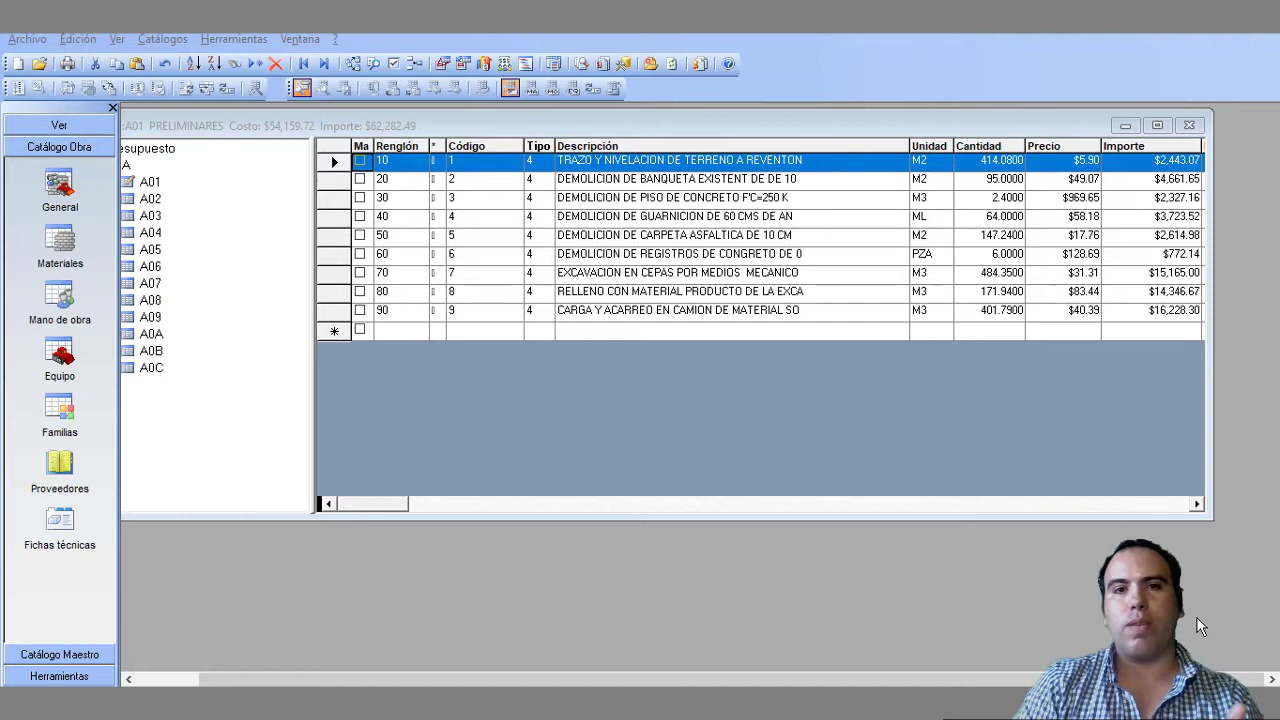 Archivo Edición Ver Catálogos Herramientas Ventana ?
Ver
Catálogo Obra
General
Materiales
Mano de obra
Equipo
Familias
Proveedores
Fichas técnicas
Catálogo Maestro
Herramientas
:A01 PRELIMINARES Costo: $54,159.72 Importe: $62,282.49
esupuesto
A
A01
A02
A03
A04
A05
A06
A07
A08
A09
A0A
A0B
A0C
Ma Renglón * Código Tipo Descripción Unidad Cantidad Precio Importe
10 1 4 TRAZO Y NIVELACION DE TERRENO A REVENTON M2 414.0800 $5.90 $2,443.07
20 2 4 DEMOLICION DE BANQUETA EXISTENT DE DE 10 M2 95.0000 $49.07 $4,661.65
30 3 4 DEMOLICION DE PISO DE CONCRETO F'C=250 K M3 2.4000 $969.65 $2,327.16
40 4 4 DEMOLICION DE GUARNICION DE 60 CMS DE AN ML 64.0000 $58.18 $3,723.52
50 5 4 DEMOLICION DE CARPETA ASFALTICA DE 10 CM M2 147.2400 $17.76 $2,614.98
60 6 4 DEMOLICION DE REGISTROS DE CONCRETO DE 0 PZA 6.0000 $128.69 $772.14
70 7 4 EXCAVACION EN CEPAS POR MEDIOS MECANICO M3 484.3500 $31.31 $15,165.00
80 8 4 RELLENO CON MATERIAL PRODUCTO DE LA EXCA M3 171.9400 $83.44 $14,346.67
90 9 4 CARGA Y ACARREO EN CAMION DE MATERIAL SO M3 401.7900 $40.39 $16,228.30